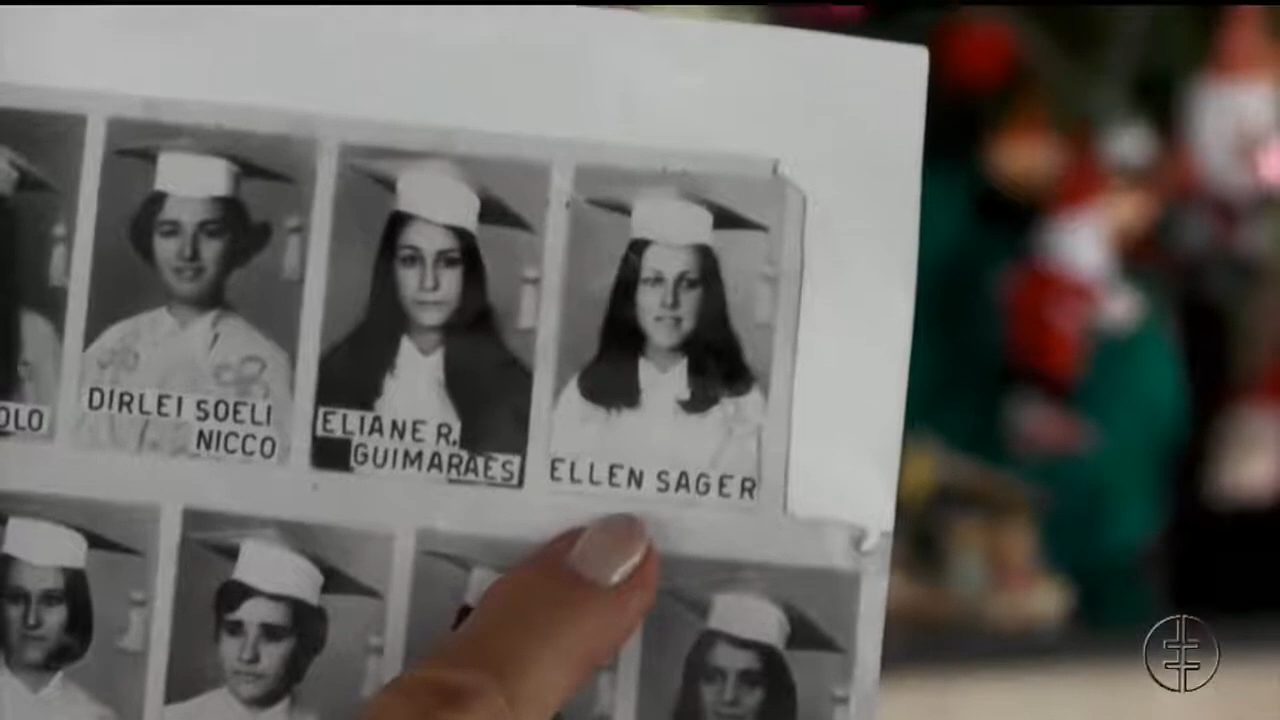 OLO
DIRLEI SOELI
NICCO
ELIANE R.
GUIMARAES
ELLEN SAGER